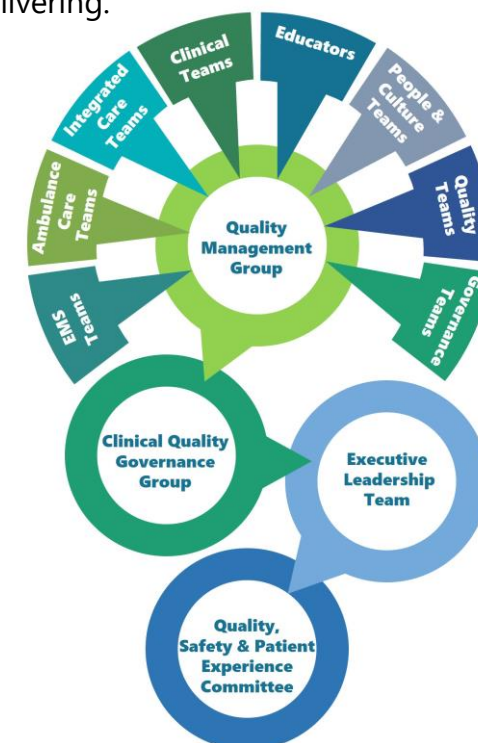 livering.
EMS
Teams
Ambulance
Care
Teams
Integrated
Care
Teams
Clinical
Teams
Educators
People &
Culture
Teams
Quality
Teams
Governance
Teams
Quality
Management
Group
Clinical Quality
Governance
Group
Executive
Leadership
Team
Quality,
Safety & Patient
Experience
Committee